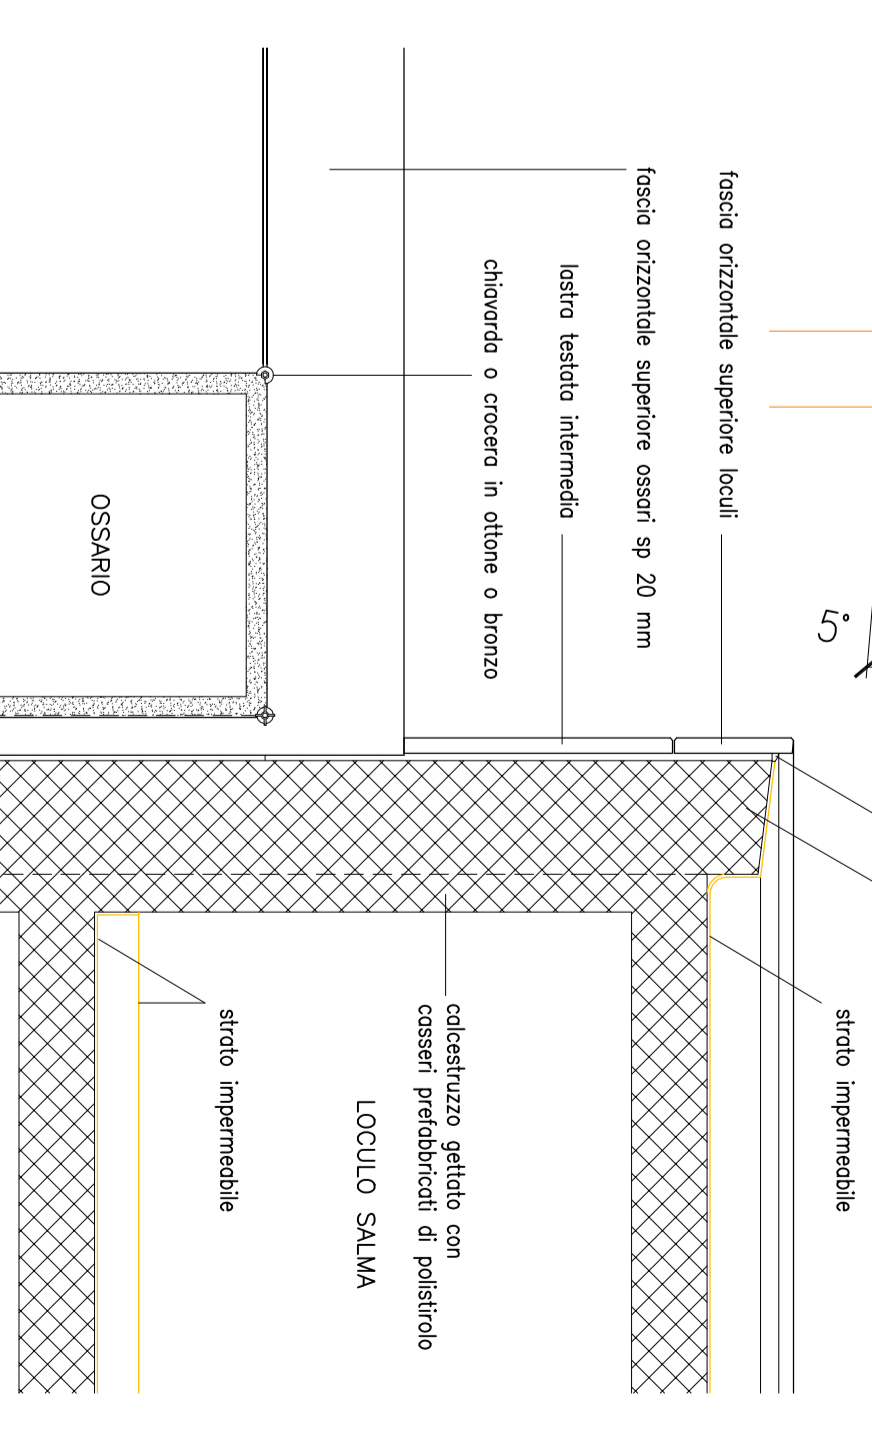 fascia orizzontale superiore loculi
fascia orizzontale superiore ossari sp 20 mm
lastra testata intermedia
chiavarda o crocera in ottone o bronzo
OSSARIO
5°
strato impermeabile
calcestruzzo gettato con
casseri prefabbricati di polistirolo
LOCULO SALMA
strato impermeabile